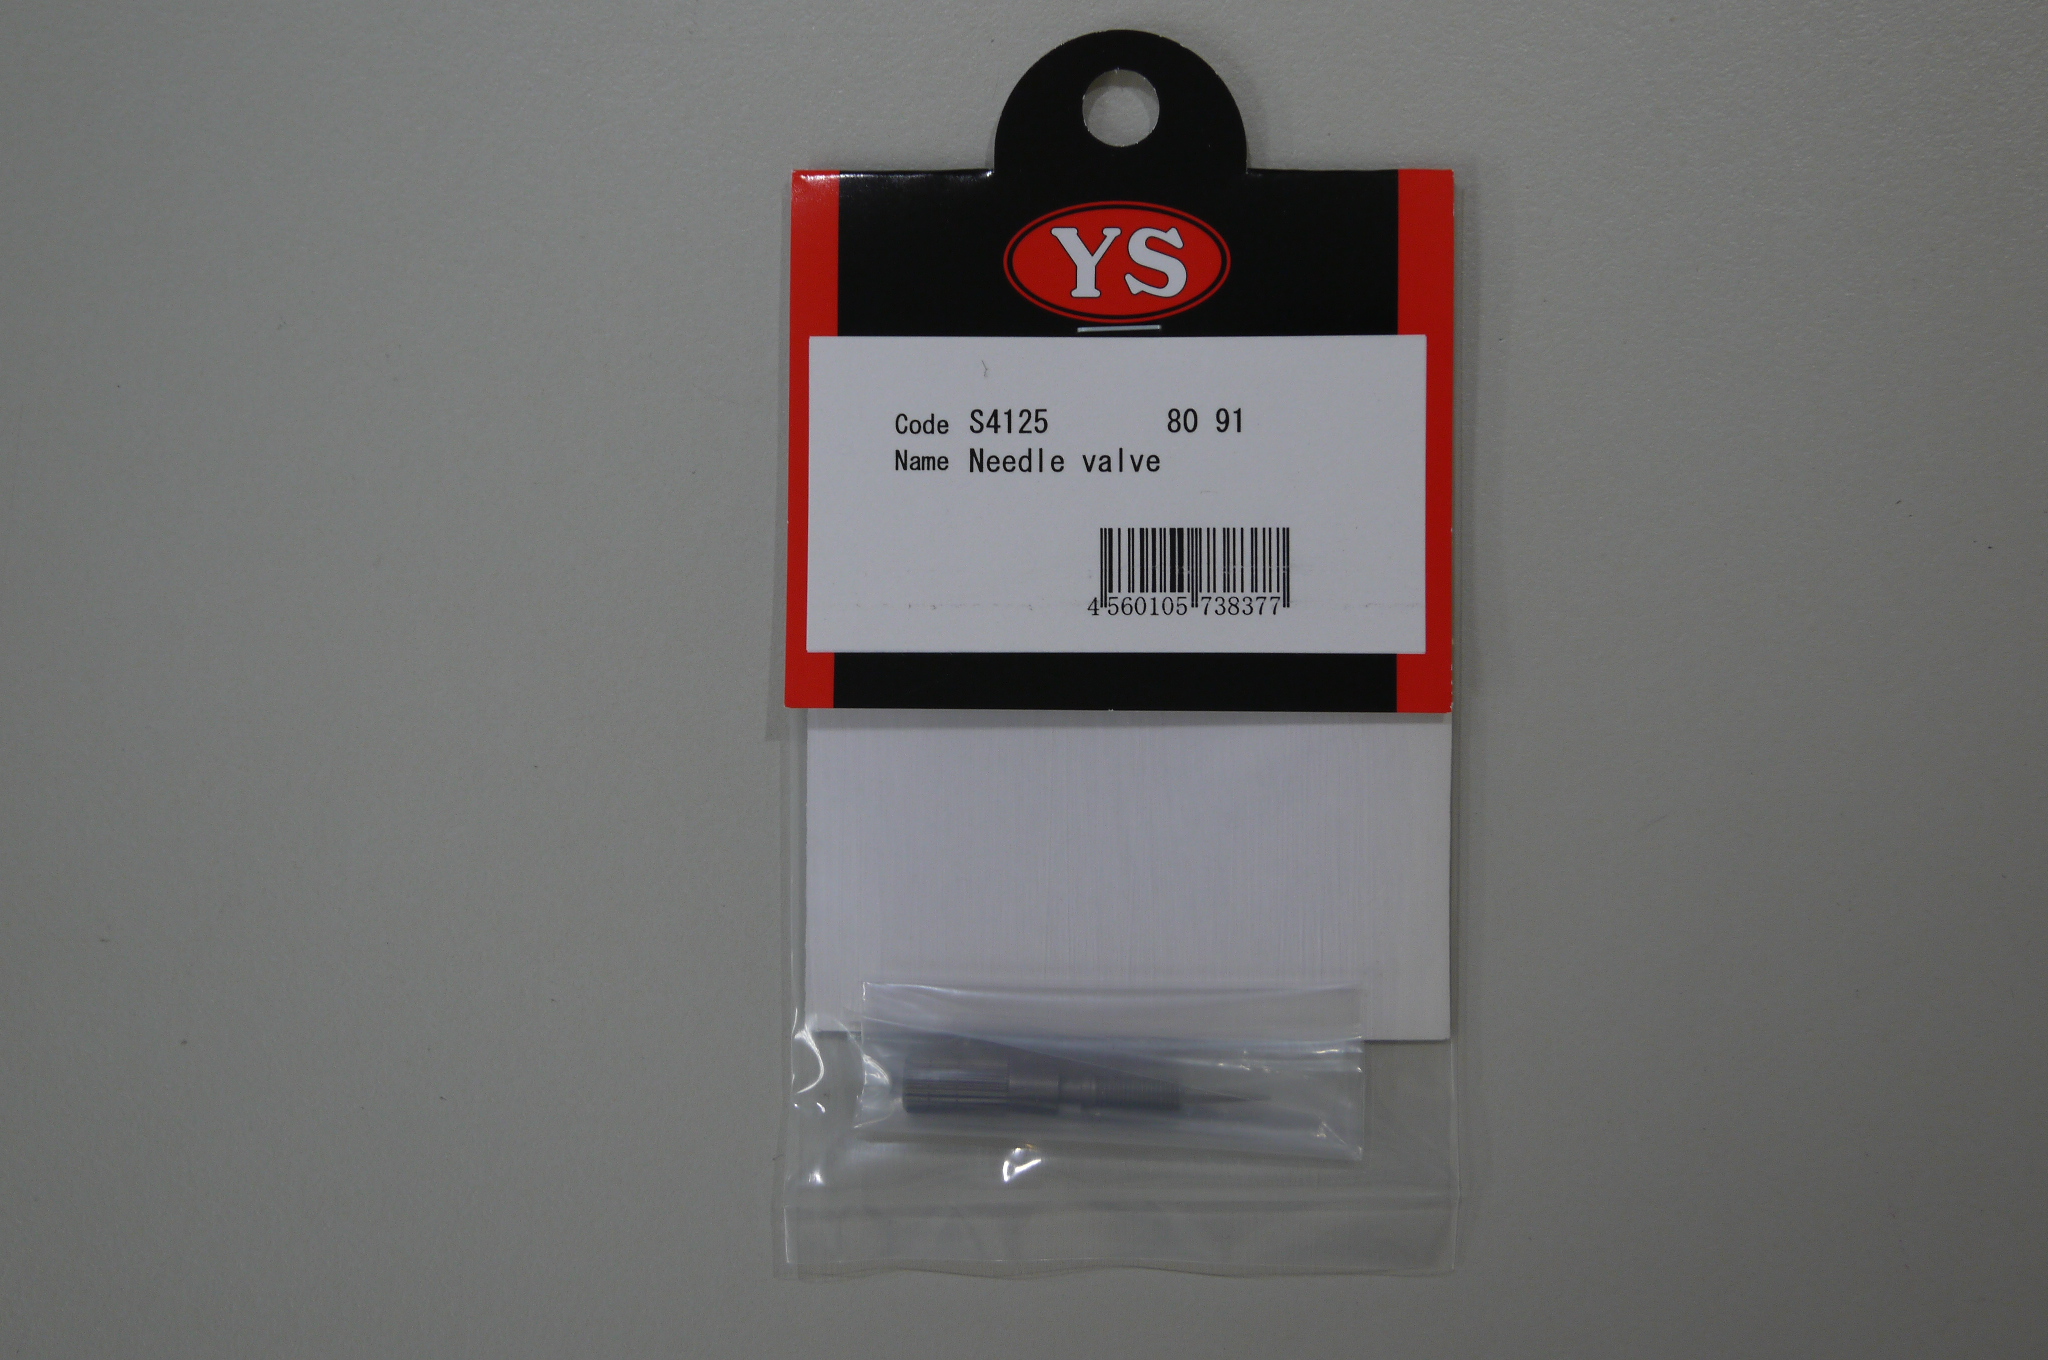 YS
Code S4125 80 91
Name Needle valve
4 560105 738377